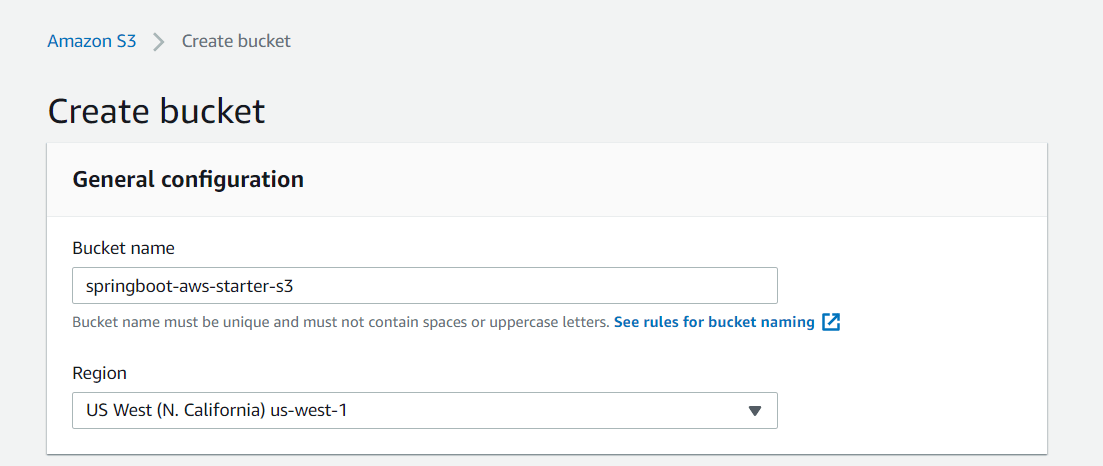 Amazon S3 Create bucket
Create bucket
General configuration
Bucket name
springboot-aws-starter-s3
Bucket name must be unique and must not contain spaces or uppercase letters. See rules for bucket naming
Region
US West (N. California) us-west-1